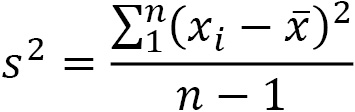 s² = ∑₁ⁿ(xᵢ − x̄)² / n − 1